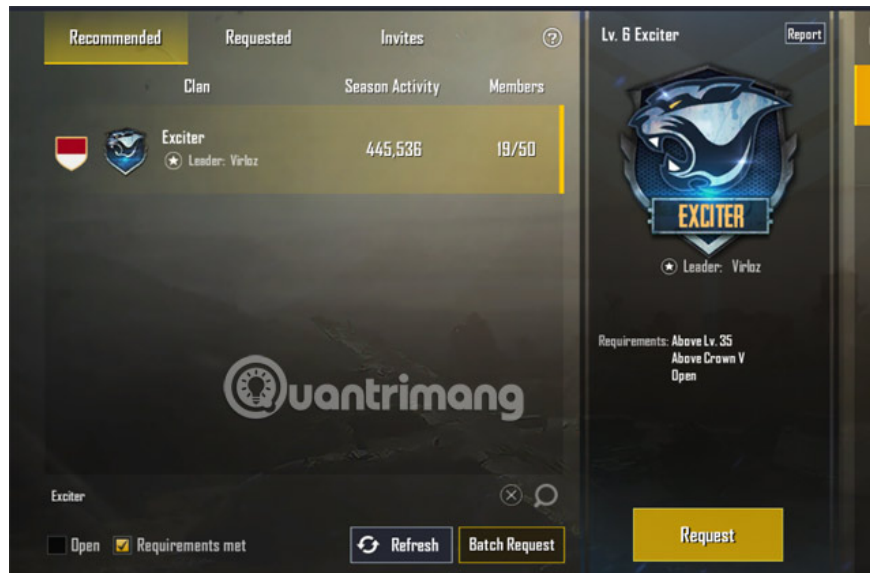 Recommended Requested Invites ?
Clan Season Activity Members
Exciter
Leader: Virloz
445,536 19/50
Quantrimang
Exciter
Open Requirements met Refresh Batch Request
Lv. 6 Exciter Report
EXCITER
Leader: Virloz
Requirements: Above Lv. 35
Above Crown V
Open
Request